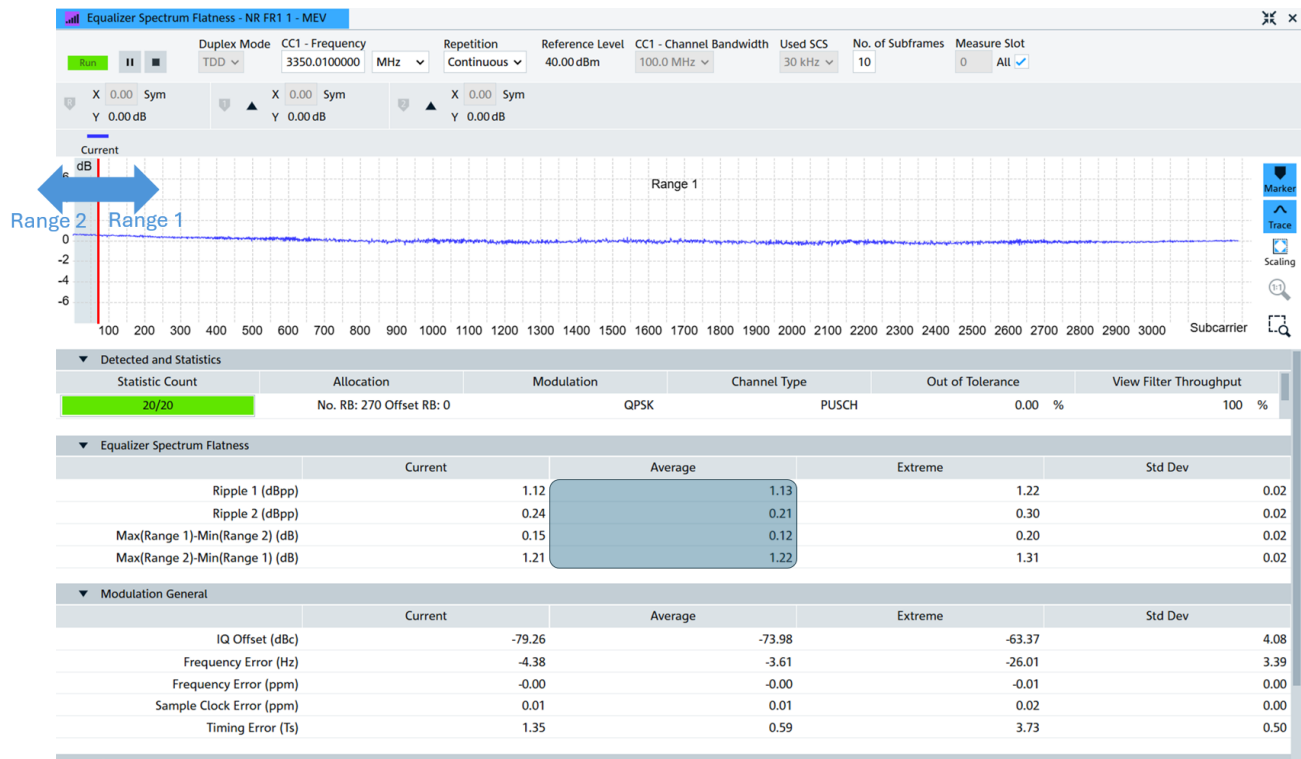 Equalizer Spectrum Flatness - NR FR1 1 - MEV
Duplex Mode CC1 - Frequency Repetition Reference Level CC1 - Channel Bandwidth Used SCS No. of Subframes Measure Slot
Run TDD 3350.0100000 MHz Continuous 40.00 dBm 100.0 MHz 30 kHz 10 0 All
R X 0.00 Sym 1 X 0.00 Sym 2 X 0.00 Sym
Y 0.00 dB Y 0.00 dB Y 0.00 dB
Current
dB
6
Range 1
Marker
Range 2 Range 1
Trace
0
-2
Scaling
-4
1:1
-6
100 200 300 400 500 600 700 800 900 1000 1100 1200 1300 1400 1500 1600 1700 1800 1900 2000 2100 2200 2300 2400 2500 2600 2700 2800 2900 3000 Subcarrier
Detected and Statistics
Statistic Count Allocation Modulation Channel Type Out of Tolerance View Filter Throughput
20/20 No. RB: 270 Offset RB: 0 QPSK PUSCH 0.00 % 100 %
Equalizer Spectrum Flatness
Current Average Extreme Std Dev
Ripple 1 (dBpp) 1.12 1.13 1.22 0.02
Ripple 2 (dBpp) 0.24 0.21 0.30 0.02
Max(Range 1)-Min(Range 2) (dB) 0.15 0.12 0.20 0.02
Max(Range 2)-Min(Range 1) (dB) 1.21 1.22 1.31 0.02
Modulation General
Current Average Extreme Std Dev
IQ Offset (dBc) -79.26 -73.98 -63.37 4.08
Frequency Error (Hz) -4.38 -3.61 -26.01 3.39
Frequency Error (ppm) -0.00 -0.00 -0.01 0.00
Sample Clock Error (ppm) 0.01 0.01 0.02 0.00
Timing Error (Ts) 1.35 0.59 3.73 0.50